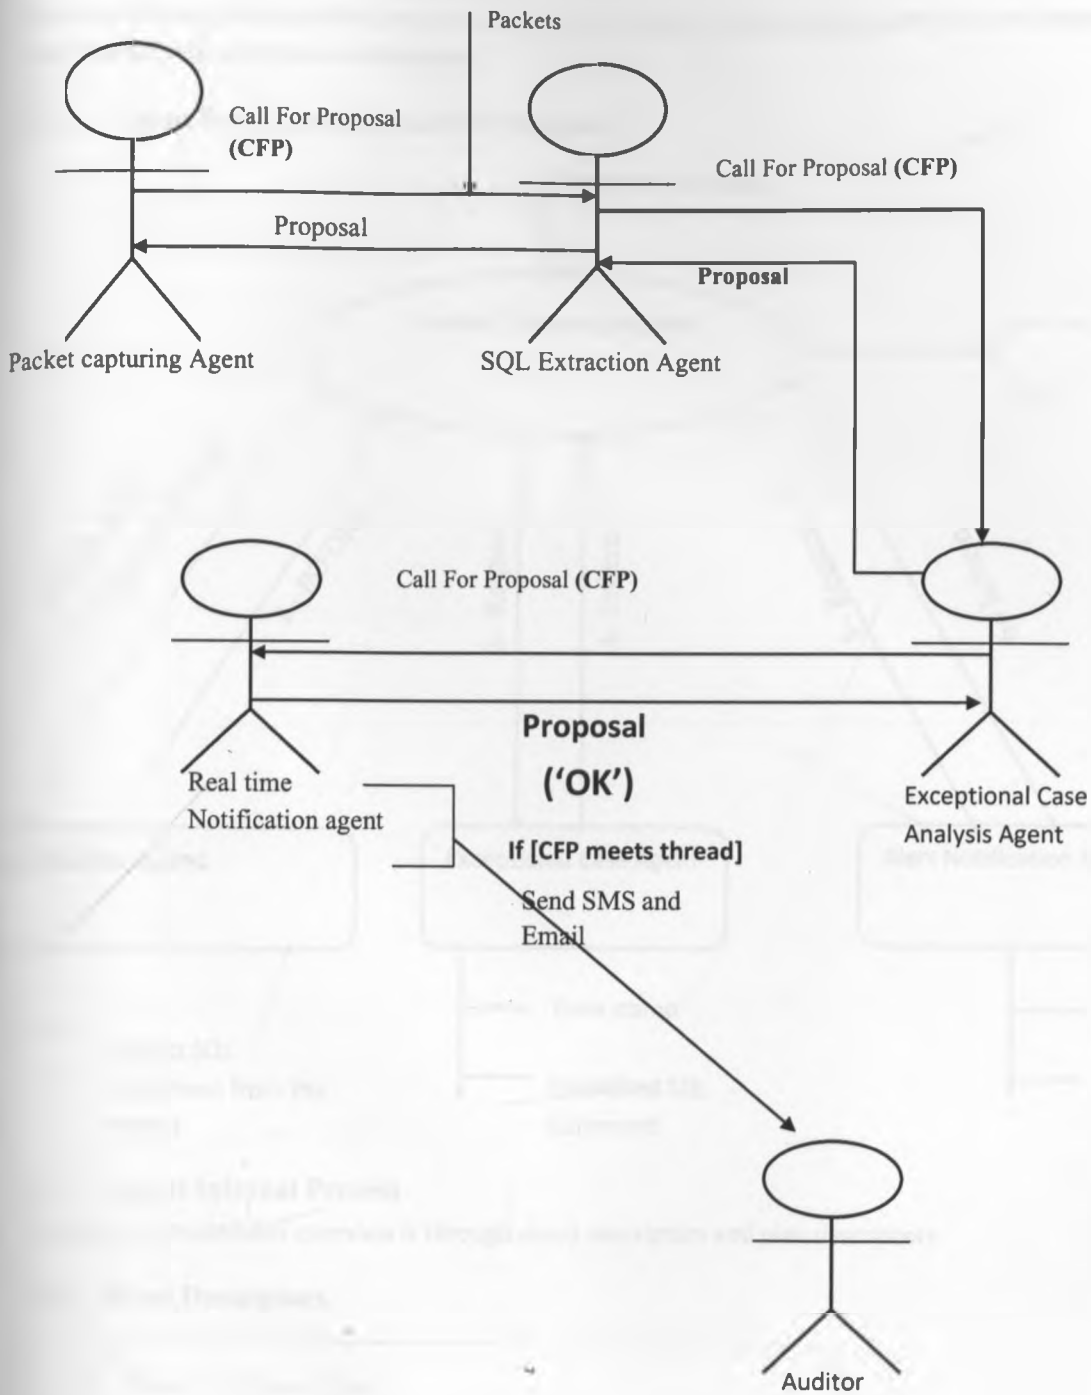 Packets
Call For Proposal
(CFP)
Call For Proposal (CFP)
Proposal
Proposal
Packet capturing Agent
SQL Extraction Agent
Call For Proposal (CFP)
Proposal
('OK')
Real time
Notification agent
Exceptional Case
Analysis Agent
If [CFP meets thread]
Send SMS and
Email
Auditor